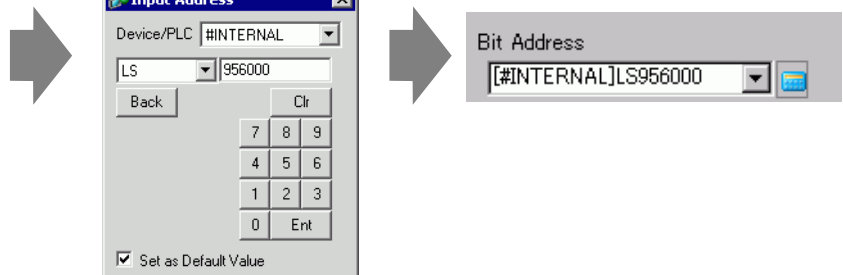 Input Address
Device/PLC #INTERNAL
LS 956000
Back Clr
7 8 9
4 5 6
1 2 3
0 Ent
Set as Default Value
Bit Address
[#INTERNAL]LS956000